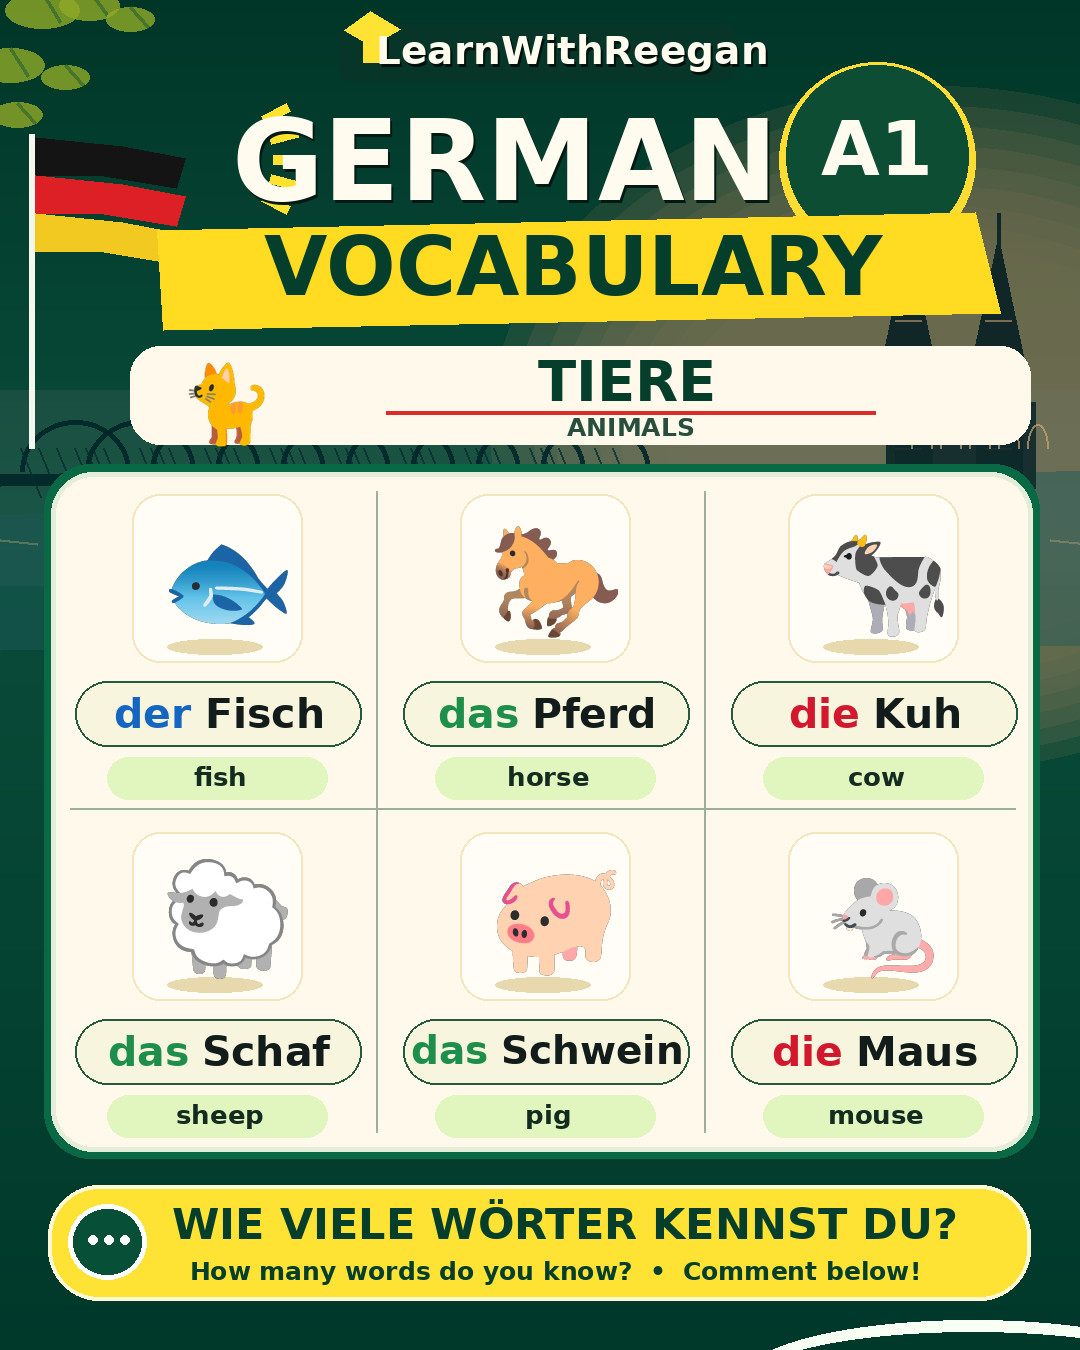 LearnWithReegan
GERMAN
A1
VOCABULARY
TIERE
ANIMALS
der Fisch
das Pferd
die Kuh
fish
horse
cow
das Schaf
das Schwein
die Maus
sheep
pig
mouse
WIE VIELE WÖRTER KENNST DU?
How many words do you know? • Comment below!